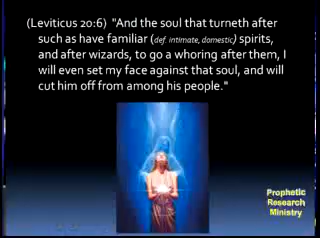 (Leviticus 20:6) "And the soul that turneth after
such as have familiar (def. intimate, domestic) spirits,
and after wizards, to go a whoring after them, I
will even set my face against that soul, and will
cut him off from among his people."
Prophetic
Research
Ministry